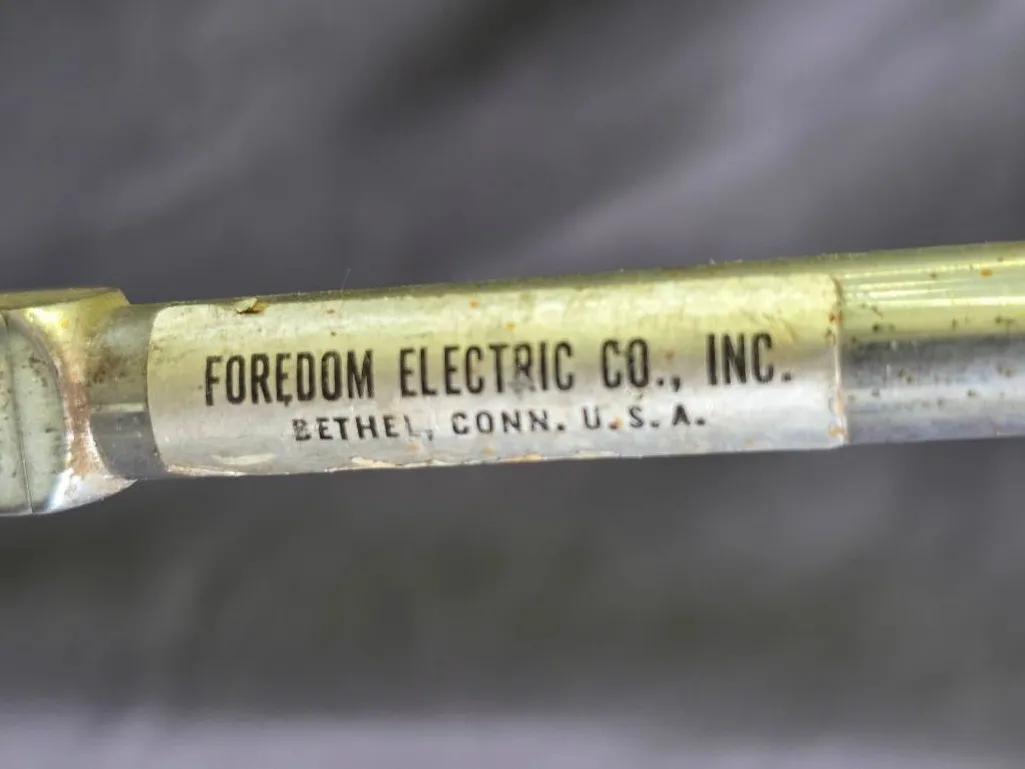 FOREDOM ELECTRIC CO., INC.
BETHEL, CONN. U.S.A.